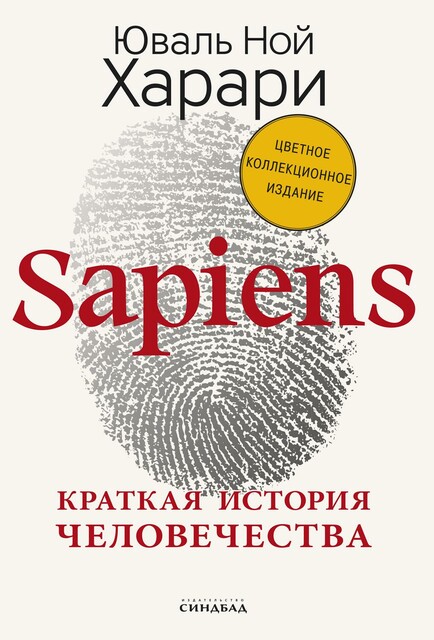 Юваль Ной
Харари
ЦВЕТНОЕ
КОЛЛЕКЦИОННОЕ
ИЗДАНИЕ
Sapiens
КРАТКАЯ ИСТОРИЯ
ЧЕЛОВЕЧЕСТВА
ИЗДАТЕЛЬСТВО
СИНДБАД